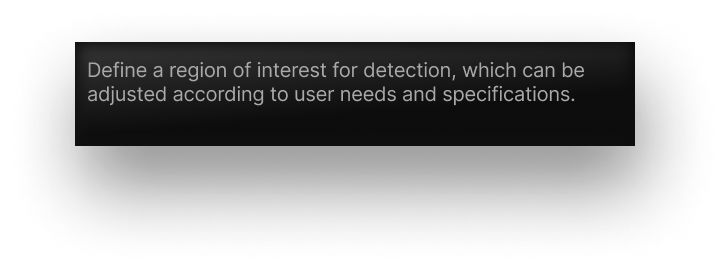 Define a region of interest for detection, which can be
adjusted according to user needs and specifications.